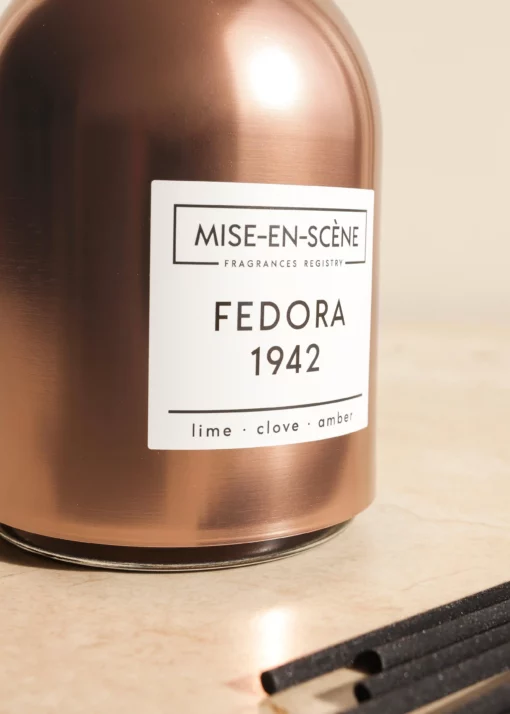 MISE-EN-SCÈNE
FRAGRANCES REGISTRY
FEDORA
1942
lime · clove · amber